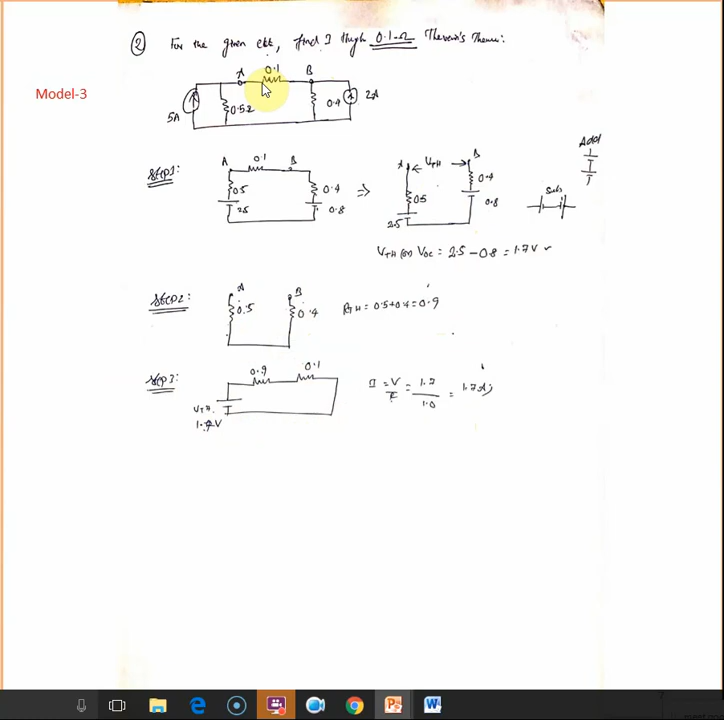 ② For the given ckt, find I through 0.1Ω Thevenin's Theorem:
Model-3
A 0.1 B
5A 0.5Ω 0.4 2A
Step1:
A 0.1 B
0.5 0.4
2.5 0.8
⇒
A ← VTH → B
0.5 0.4
2.5 0.8
Subs
Add
VTH (or) VOC = 2.5 - 0.8 = 1.7V
Step2:
A B
0.5 0.4
RTH = 0.5+0.4 = 0.9
Step3:
0.9 0.1
VTH
1.7V
I = V/R = 1.7/1.0 = 1.7A